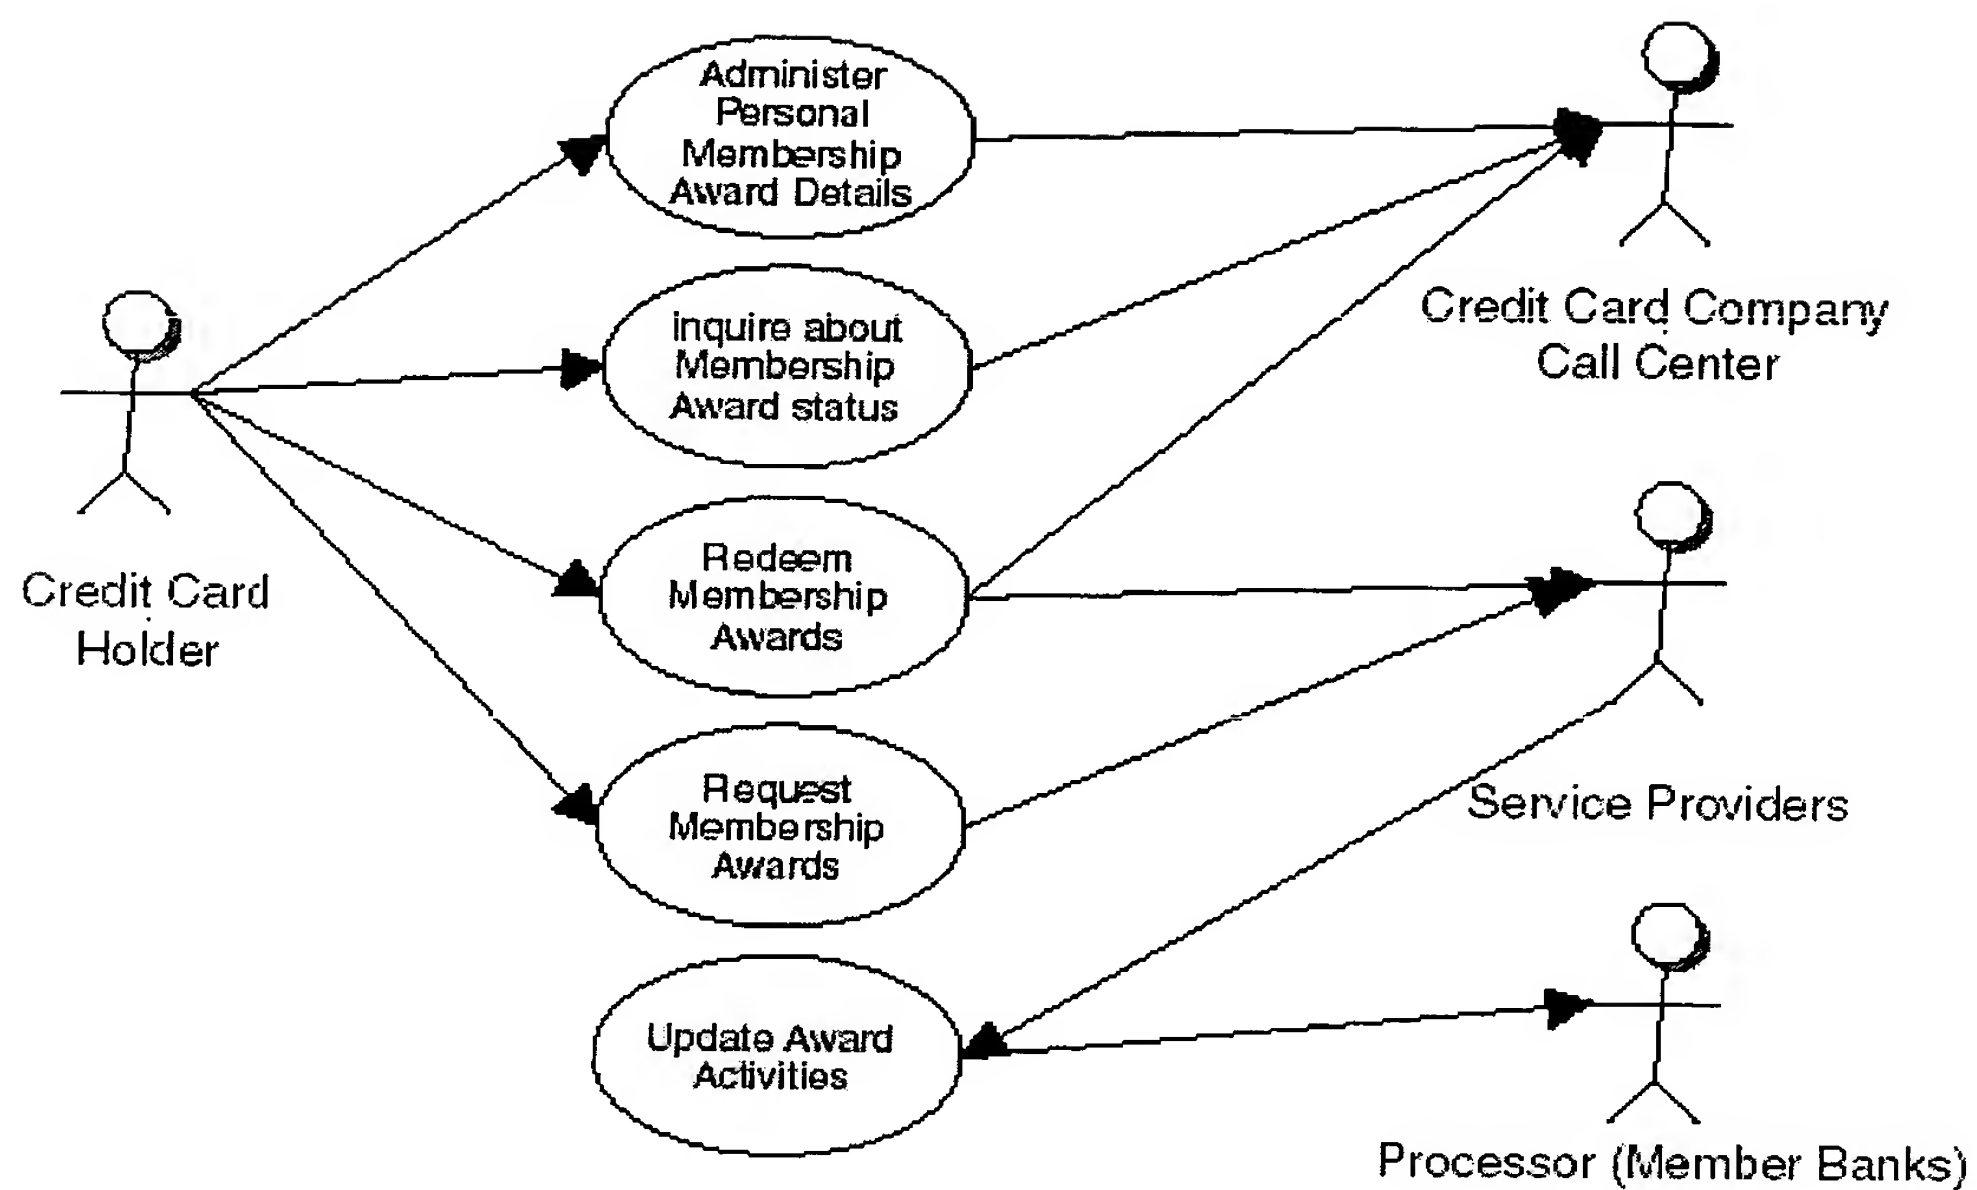 Administer
Personal
Membership
Award Details
Inquire about
Membership
Award status
Credit Card Company
Call Center
Credit Card
Holder
Redeem
Membership
Awards
Request
Membership
Awards
Service Providers
Update Award
Activities
Processor (Member Banks)